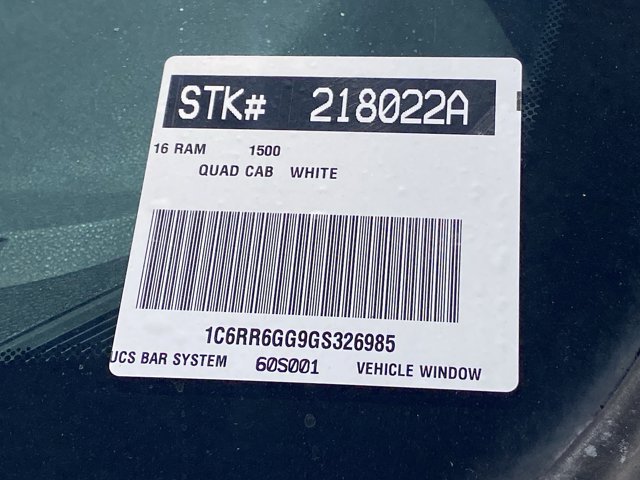 STK# 218022A
16 RAM 1500
QUAD CAB WHITE
1C6RR6GG9GS326985
UCS BAR SYSTEM 60S001 VEHICLE WINDOW